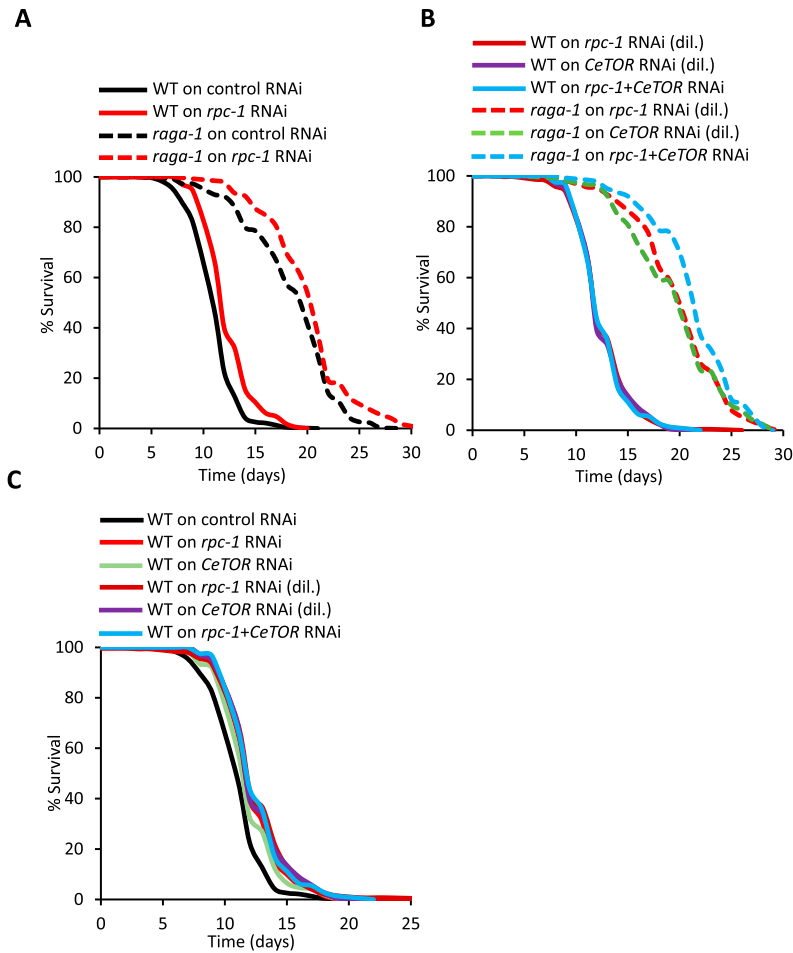 A
WT on control RNAi
WT on rpc-1 RNAi
raga-1 on control RNAi
raga-1 on rpc-1 RNAi
100
80
60
40
20
0
% Survival
0 5 10 15 20 25 30
Time (days)
B
WT on rpc-1 RNAi (dil.)
WT on CeTOR RNAi (dil.)
WT on rpc-1+CeTOR RNAi
raga-1 on rpc-1 RNAi (dil.)
raga-1 on CeTOR RNAi (dil.)
raga-1 on rpc-1+CeTOR RNAi
100
80
60
40
20
0
% Survival
0 5 10 15 20 25 30
Time (days)
C
WT on control RNAi
WT on rpc-1 RNAi
WT on CeTOR RNAi
WT on rpc-1 RNAi (dil.)
WT on CeTOR RNAi (dil.)
WT on rpc-1+CeTOR RNAi
100
80
60
40
20
0
% Survival
0 5 10 15 20 25
Time (days)